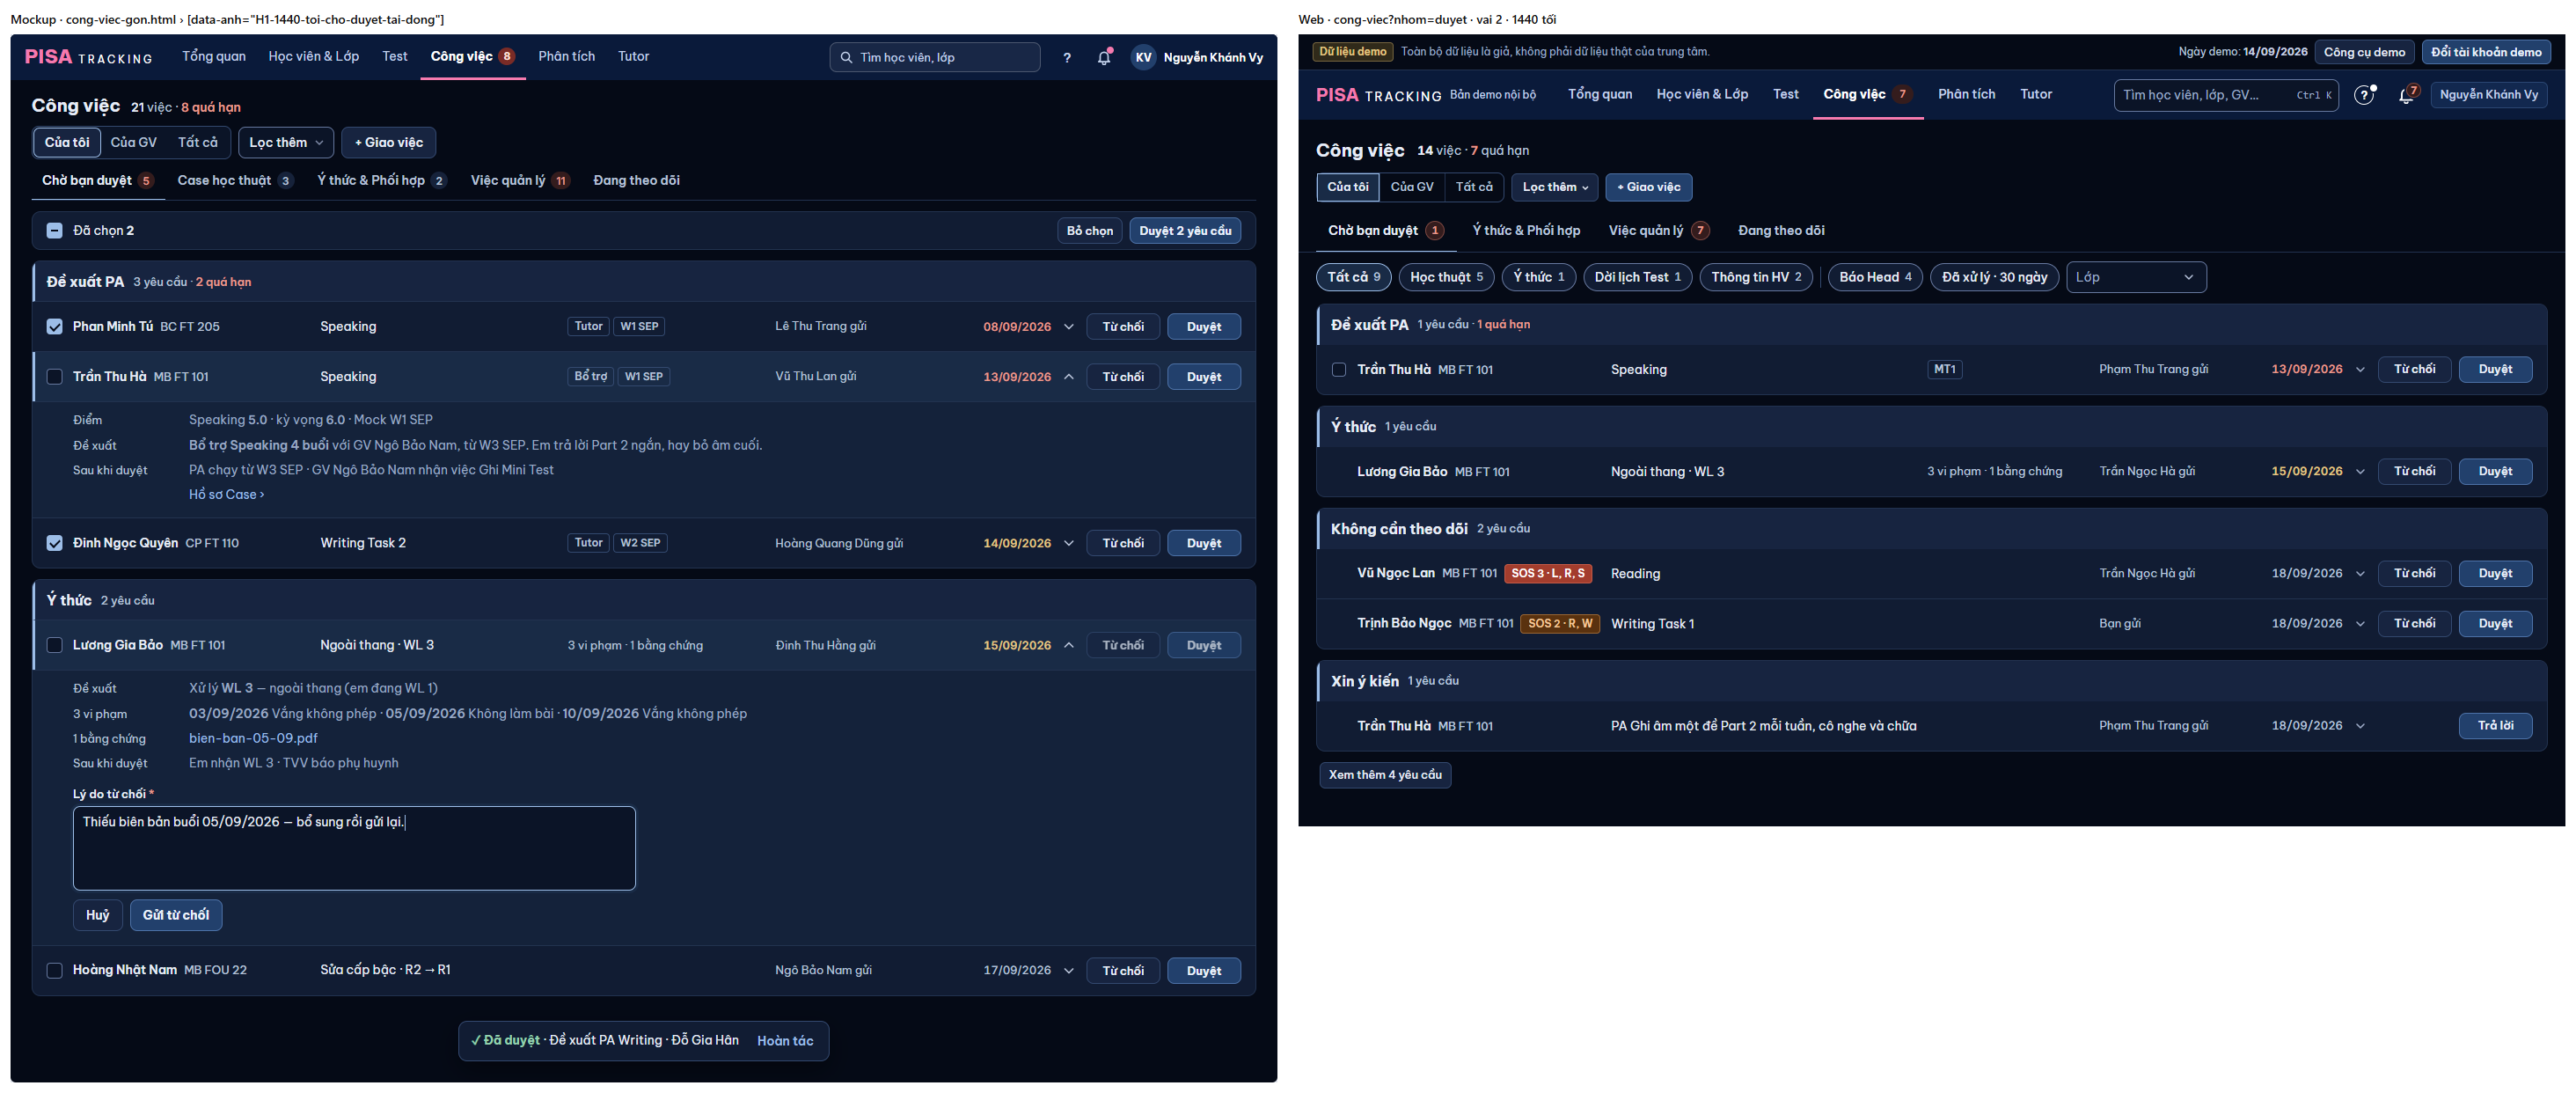 Mockup · cong-viec-gon.html › [data-anh="H1-1440-toi-cho-duyet-tai-dong"]
PISA TRACKING Tổng quan Học viên & Lớp Test Công việc 8 Phân tích Tutor Tìm học viên, lớp ? KV Nguyễn Khánh Vy
Công việc 21 việc · 8 quá hạn
Của tôi Của GV Tất cả Lọc thêm + Giao việc
Chờ bạn duyệt 5 Case học thuật 3 Ý thức & Phối hợp 2 Việc quản lý 11 Đang theo dõi
Đã chọn 2 Bỏ chọn Duyệt 2 yêu cầu
Đề xuất PA 3 yêu cầu · 2 quá hạn
Phan Minh Tú BC FT 205 Speaking Tutor W1 SEP Lê Thu Trang gửi 08/09/2026 Từ chối Duyệt
Trần Thu Hà MB FT 101 Speaking Bổ trợ W1 SEP Vũ Thu Lan gửi 13/09/2026 Từ chối Duyệt
Điểm Speaking 5.0 · kỳ vọng 6.0 · Mock W1 SEP
Đề xuất Bổ trợ Speaking 4 buổi với GV Ngô Bảo Nam, từ W3 SEP. Em trả lời Part 2 ngắn, hay bỏ âm cuối.
Sau khi duyệt PA chạy từ W3 SEP · GV Ngô Bảo Nam nhận việc Ghi Mini Test
Hồ sơ Case ›
Đinh Ngọc Quyên CP FT 110 Writing Task 2 Tutor W2 SEP Hoàng Quang Dũng gửi 14/09/2026 Từ chối Duyệt
Ý thức 2 yêu cầu
Lương Gia Bảo MB FT 101 Ngoài thang · WL 3 3 vi phạm · 1 bằng chứng Đinh Thu Hằng gửi 15/09/2026 Từ chối Duyệt
Đề xuất Xử lý WL 3 — ngoài thang (em đang WL 1)
3 vi phạm 03/09/2026 Vắng không phép · 05/09/2026 Không làm bài · 10/09/2026 Vắng không phép
1 bằng chứng bien-ban-05-09.pdf
Sau khi duyệt Em nhận WL 3 · TVV báo phụ huynh
Lý do từ chối *
Thiếu biên bản buổi 05/09/2026 — bổ sung rồi gửi lại.
Huỷ Gửi từ chối
Hoàng Nhật Nam MB FOU 22 Sửa cấp bậc · R2 → R1 Ngô Bảo Nam gửi 17/09/2026 Từ chối Duyệt
✓ Đã duyệt · Đề xuất PA Writing · Đỗ Gia Hân Hoàn tác
Web · cong-viec?nhom=duyet · vai 2 · 1440 tối
Dữ liệu demo Toàn bộ dữ liệu là giả, không phải dữ liệu thật của trung tâm. Ngày demo: 14/09/2026 Công cụ demo Đổi tài khoản demo
PISA TRACKING Bản demo nội bộ Tổng quan Học viên & Lớp Test Công việc 7 Phân tích Tutor Tìm học viên, lớp, GV... Ctrl K ? 7 Nguyễn Khánh Vy
Công việc 14 việc · 7 quá hạn
Của tôi Của GV Tất cả Lọc thêm + Giao việc
Chờ bạn duyệt 1 Ý thức & Phối hợp Việc quản lý 7 Đang theo dõi
Tất cả 9 Học thuật 5 Ý thức 1 Dời lịch Test 1 Thông tin HV 2 Báo Head 4 Đã xử lý · 30 ngày Lớp
Đề xuất PA 1 yêu cầu · 1 quá hạn
Trần Thu Hà MB FT 101 Speaking MT1 Phạm Thu Trang gửi 13/09/2026 Từ chối Duyệt
Ý thức 1 yêu cầu
Lương Gia Bảo MB FT 101 Ngoài thang · WL 3 3 vi phạm · 1 bằng chứng Trần Ngọc Hà gửi 15/09/2026 Từ chối Duyệt
Không cần theo dõi 2 yêu cầu
Vũ Ngọc Lan MB FT 101 SOS 3 · L, R, S Reading Trần Ngọc Hà gửi 18/09/2026 Từ chối Duyệt
Trịnh Bảo Ngọc MB FT 101 SOS 2 · R, W Writing Task 1 Bạn gửi 18/09/2026 Từ chối Duyệt
Xin ý kiến 1 yêu cầu
Trần Thu Hà MB FT 101 PA Ghi âm một đề Part 2 mỗi tuần, cô nghe và chữa Phạm Thu Trang gửi 18/09/2026 Trả lời
Xem thêm 4 yêu cầu